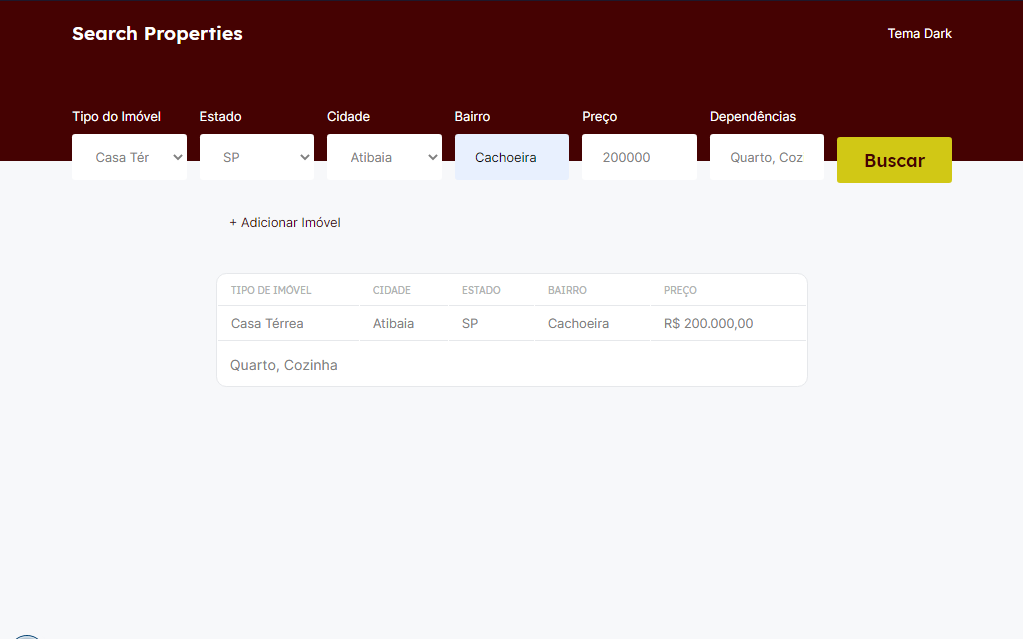 Search Properties
Tema Dark
Tipo do Imóvel Estado Cidade Bairro Preço Dependências
Casa Tér SP Atibaia Cachoeira 200000 Quarto, Coz Buscar
+ Adicionar Imóvel
TIPO DE IMÓVEL CIDADE ESTADO BAIRRO PREÇO
Casa Térrea Atibaia SP Cachoeira R$ 200.000,00
Quarto, Cozinha